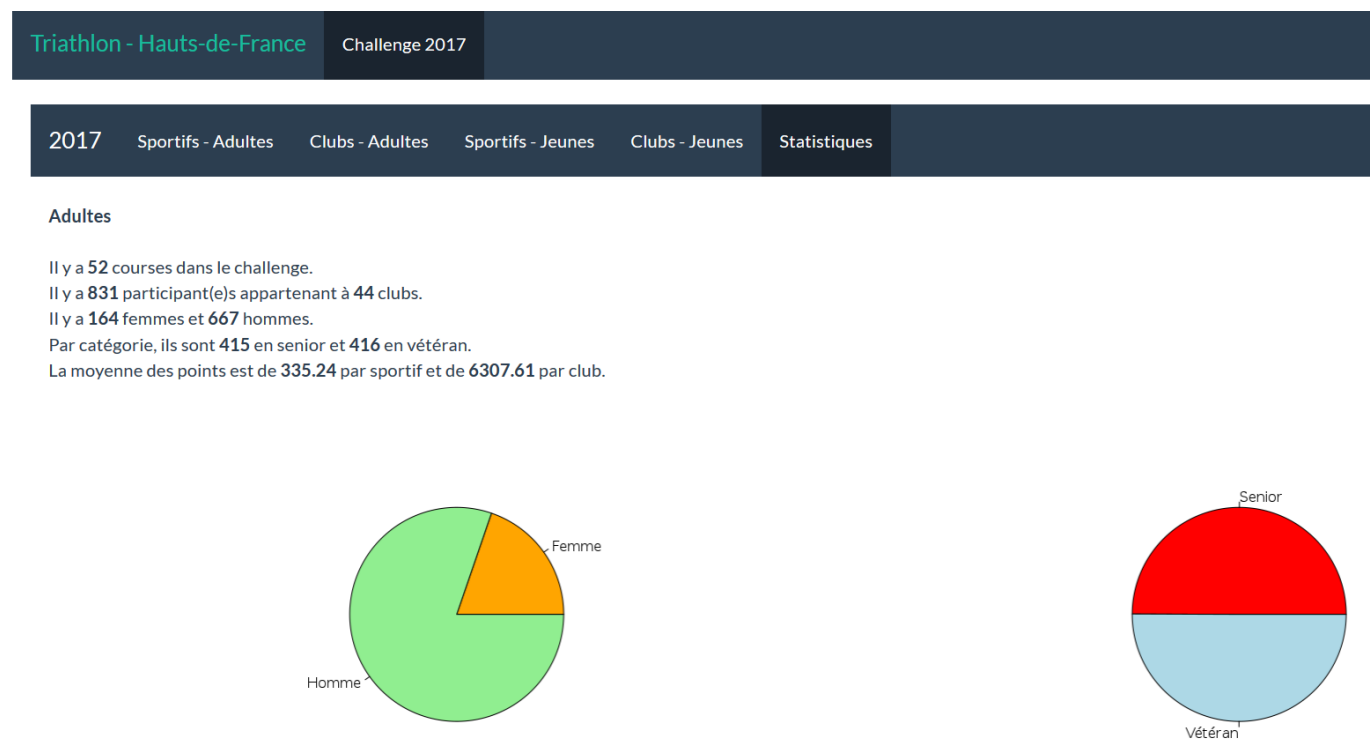 Triathlon - Hauts-de-France Challenge 2017
2017 Sportifs - Adultes Clubs - Adultes Sportifs - Jeunes Clubs - Jeunes Statistiques
Adultes
Il y a 52 courses dans le challenge.
Il y a 831 participant(e)s appartenant à 44 clubs.
Il y a 164 femmes et 667 hommes.
Par catégorie, ils sont 415 en senior et 416 en vétéran.
La moyenne des points est de 335.24 par sportif et de 6307.61 par club.
Femme
Homme
Senior
Vétéran